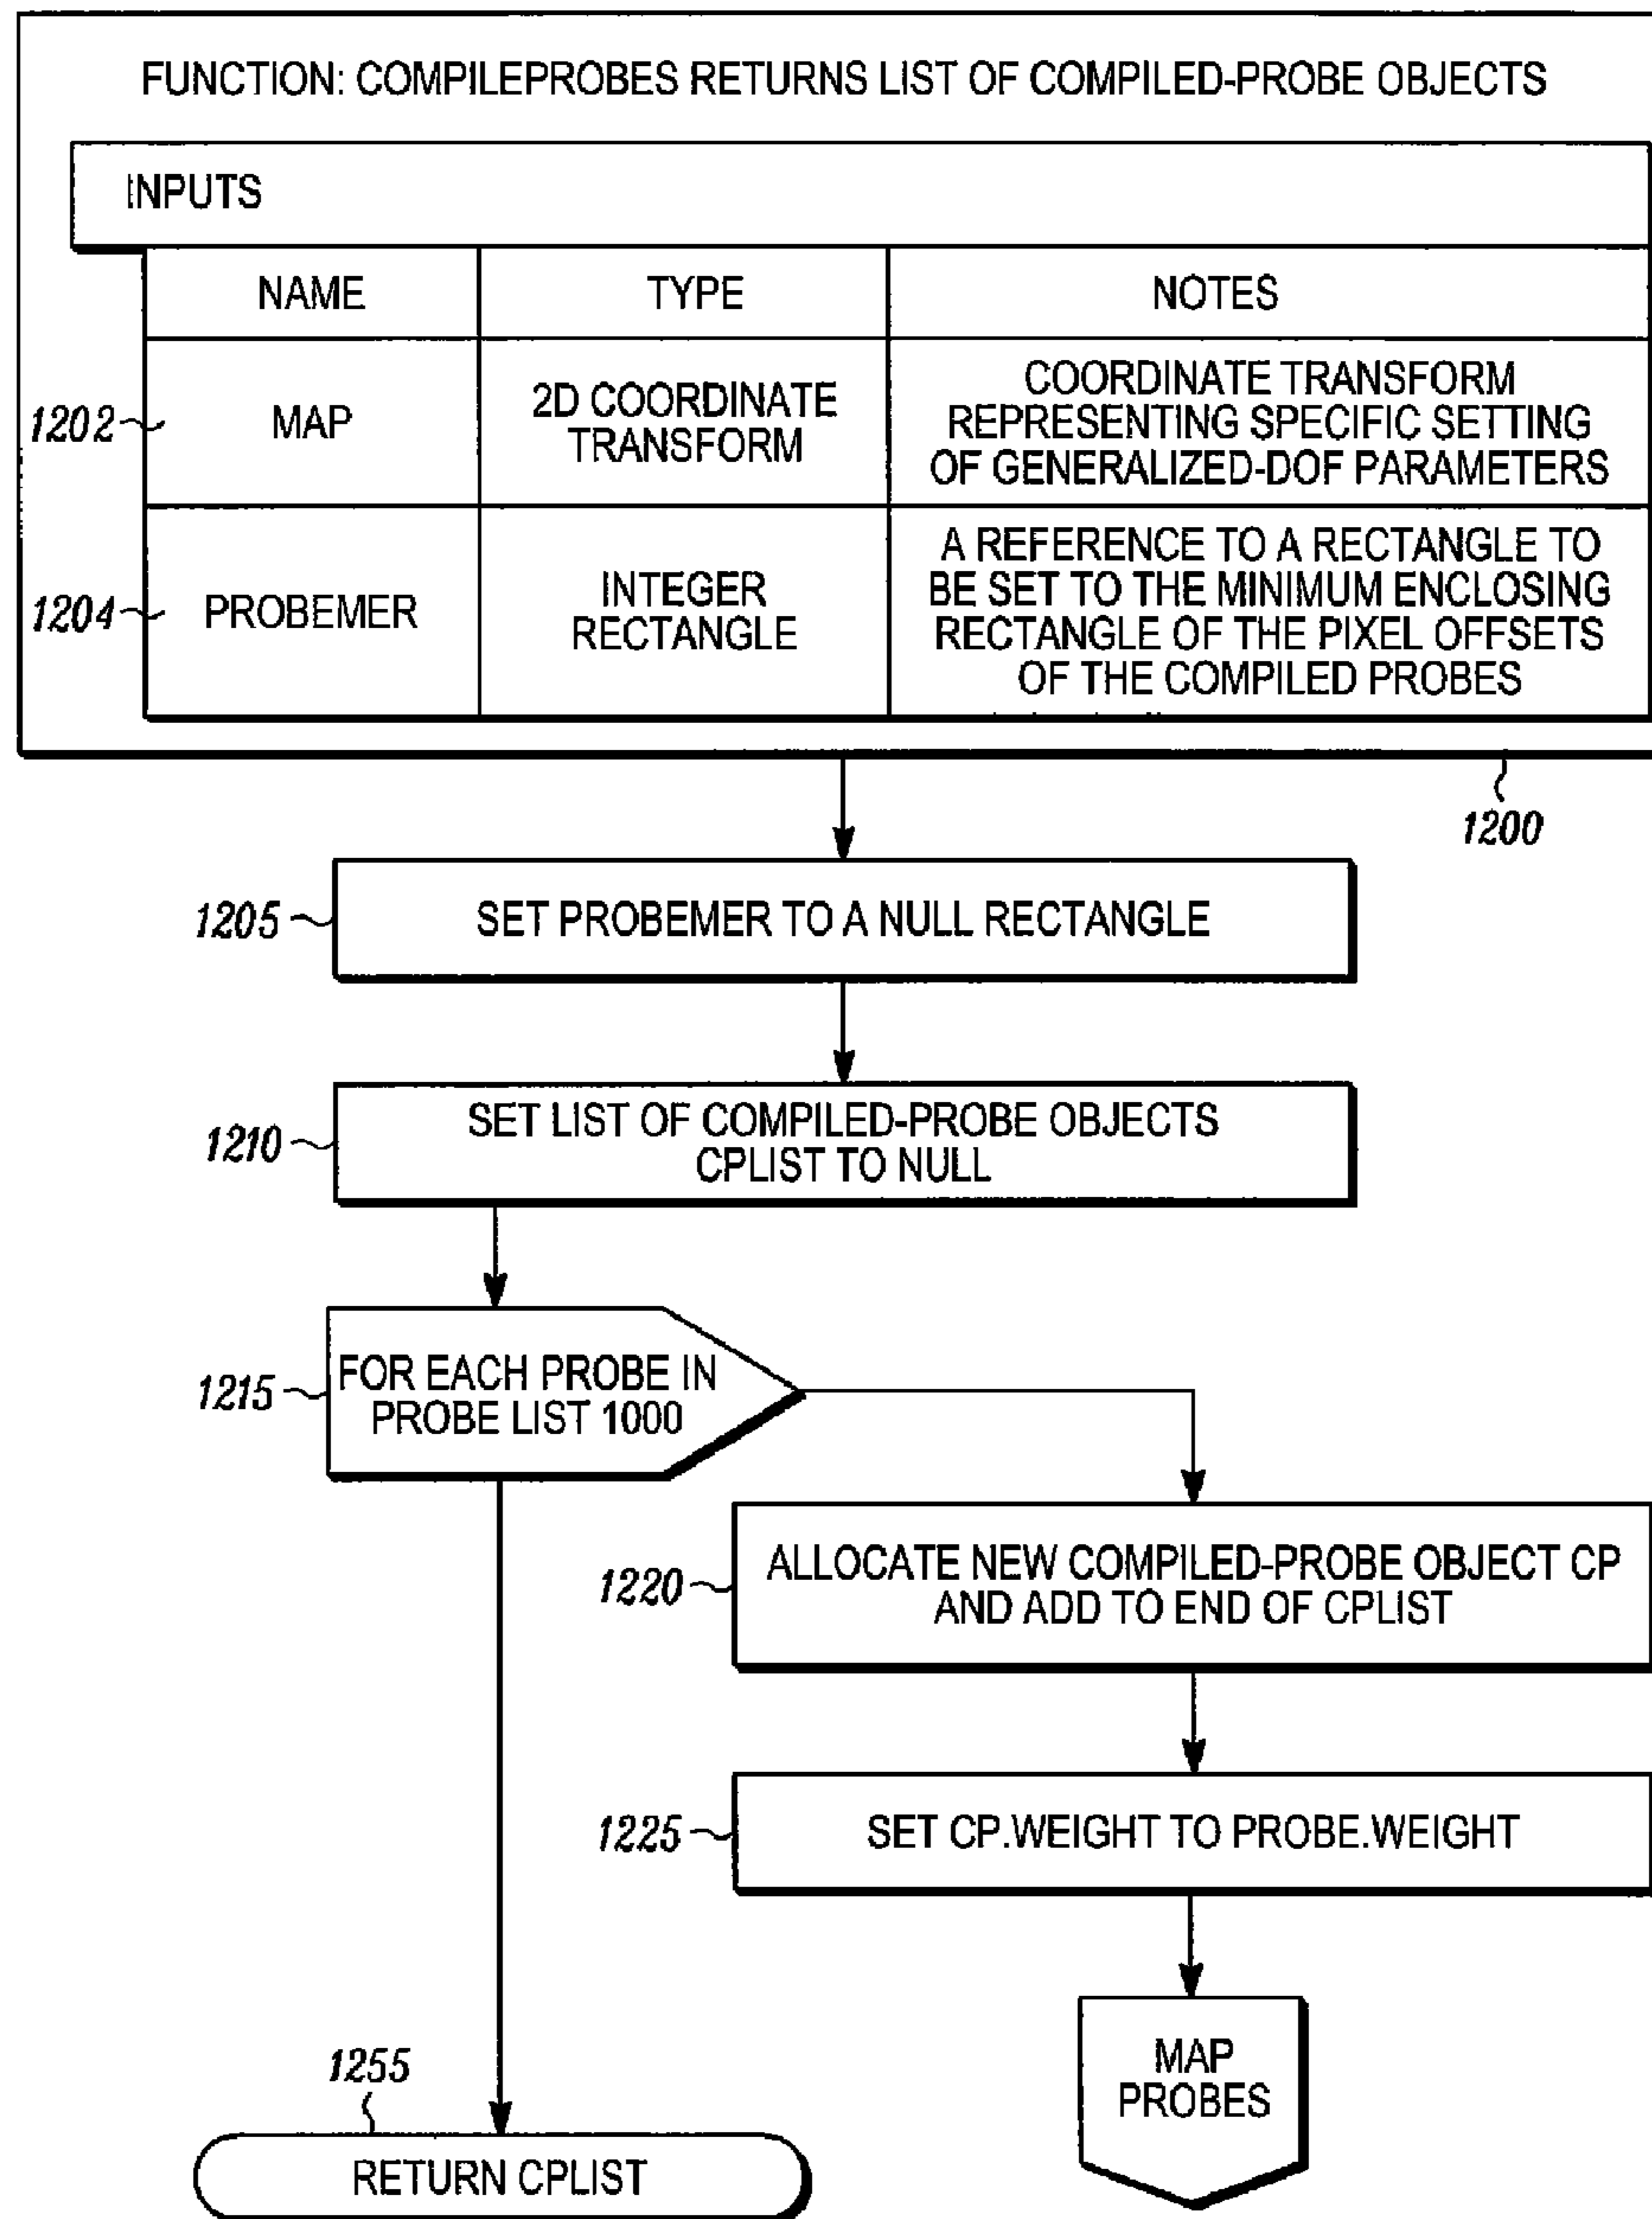 FUNCTION: COMPILEPROBES RETURNS LIST OF COMPILED-PROBE OBJECTS
INPUTS
NAME TYPE NOTES
1202 MAP
2D COORDINATE
TRANSFORM
COORDINATE TRANSFORM
REPRESENTING SPECIFIC SETTING
OF GENERALIZED-DOF PARAMETERS
1204 PROBEMER
INTEGER
RECTANGLE
A REFERENCE TO A RECTANGLE TO
BE SET TO THE MINIMUM ENCLOSING
RECTANGLE OF THE PIXEL OFFSETS
OF THE COMPILED PROBES
1200
1205 SET PROBEMER TO A NULL RECTANGLE
1210
SET LIST OF COMPILED-PROBE OBJECTS
CPLIST TO NULL
1215
FOR EACH PROBE IN
PROBE LIST 1000
1220
ALLOCATE NEW COMPILED-PROBE OBJECT CP
AND ADD TO END OF CPLIST
1225 SET CP.WEIGHT TO PROBE.WEIGHT
MAP
PROBES
1255
RETURN CPLIST